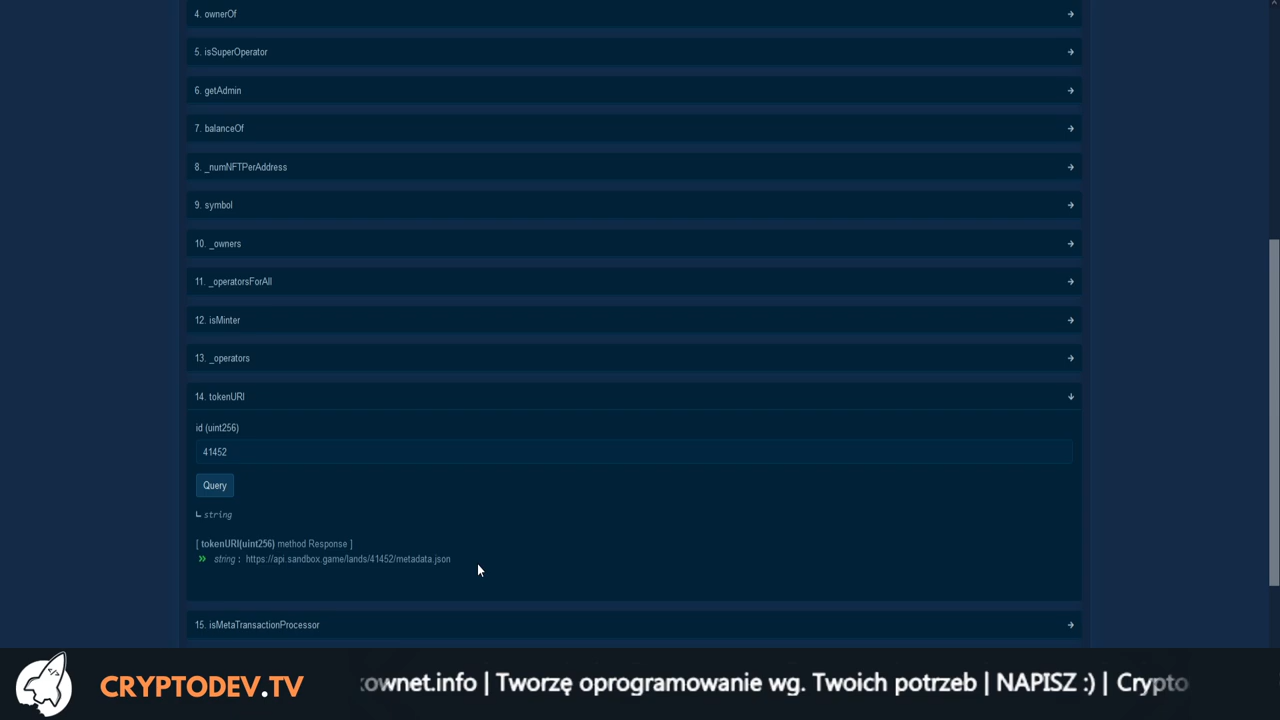 4. ownerOf
5. isSuperOperator
6. getAdmin
7. balanceOf
8. _numNFTPerAddress
9. symbol
10. _owners
11. _operatorsForAll
12. isMinter
13. _operators
14. tokenURI
id (uint256)
41452
Query
string
[ tokenURI(uint256) method Response ]
» string : https://api.sandbox.game/lands/41452/metadata.json
15. isMetaTransactionProcessor
CRYPTODEV.TV
kownet.info | Tworzę oprogramowanie wg. Twoich potrzeb | NAPISZ :) | Crypto